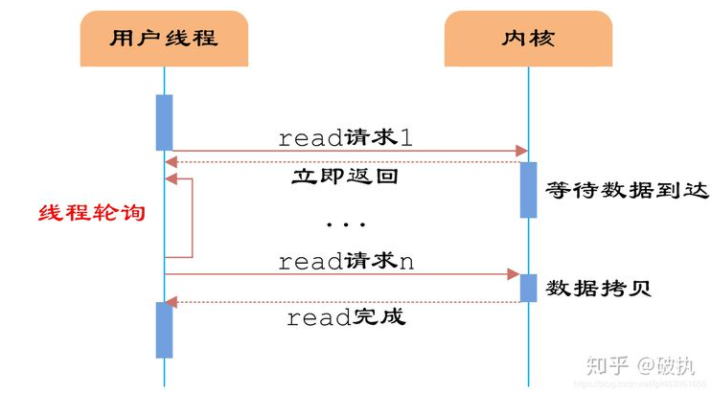 用户线程
内核
read请求1
立即返回
等待数据到达
线程轮询
...
read请求n
数据拷贝
read完成
知乎 @破执